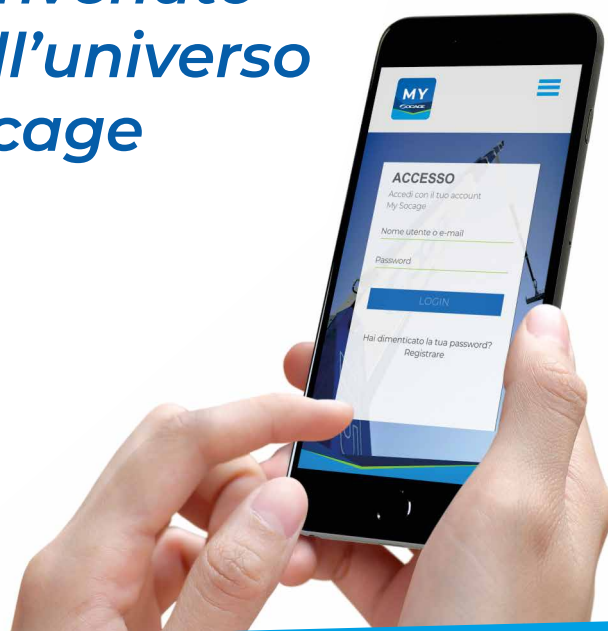 ll’universo
cage
MY
SOCAGE
ACCESSO
Accedi con il tuo account
My Socage
Nome utente o e-mail
Password
LOGIN
Hai dimenticato la tua password?
Registrare